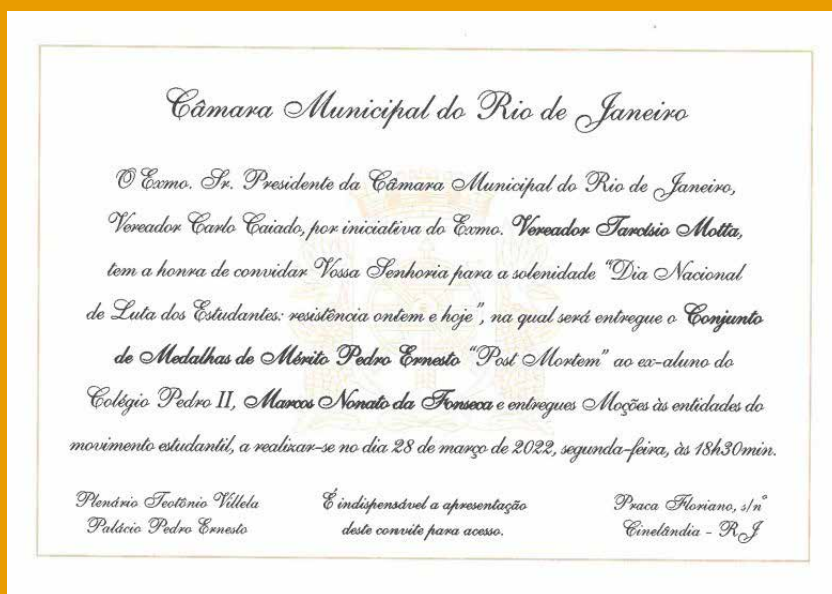 Câmara Municipal do Rio de Janeiro
O Exmo. Sr. Presidente da Câmara Municipal do Rio de Janeiro,
Vereador Carlo Caiado, por iniciativa do Exmo. Vereador Tarcísio Motta,
tem a honra de convidar Vossa Senhoria para a solenidade "Dia Nacional
de Luta dos Estudantes: resistência ontem e hoje", na qual será entregue o Conjunto
de Medalhas de Mérito Pedro Ernesto "Post Mortem" ao ex-aluno do
Colégio Pedro II, Marcos Nonato da Fonseca e entregues Moções às entidades do
movimento estudantil, a realizar-se no dia 28 de março de 2022, segunda-feira, às 18h30min.
Plenário Teotônio Villela
Palácio Pedro Ernesto
É indispensável a apresentação
deste convite para acesso.
Praca Floriano, s/nº
Cinelândia - RJ